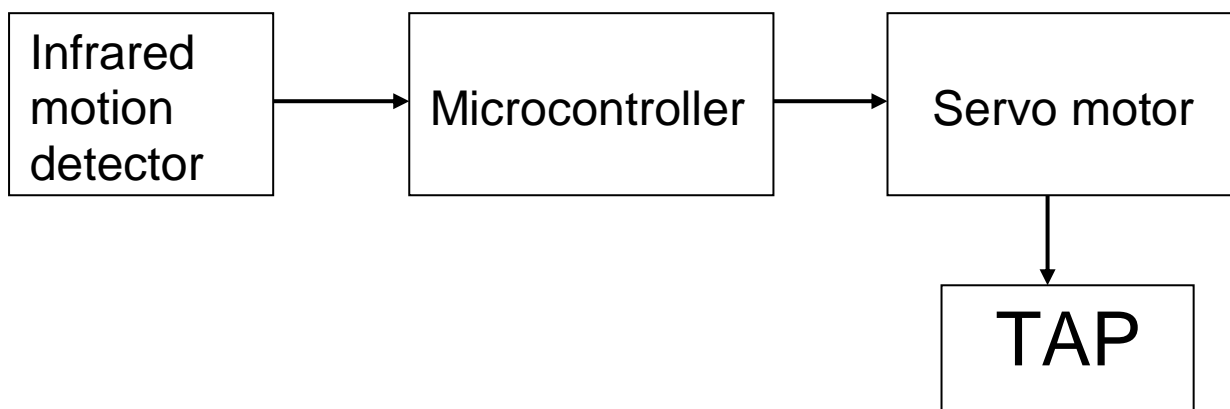 Infrared
motion
detector
Microcontroller
Servo motor
TAP